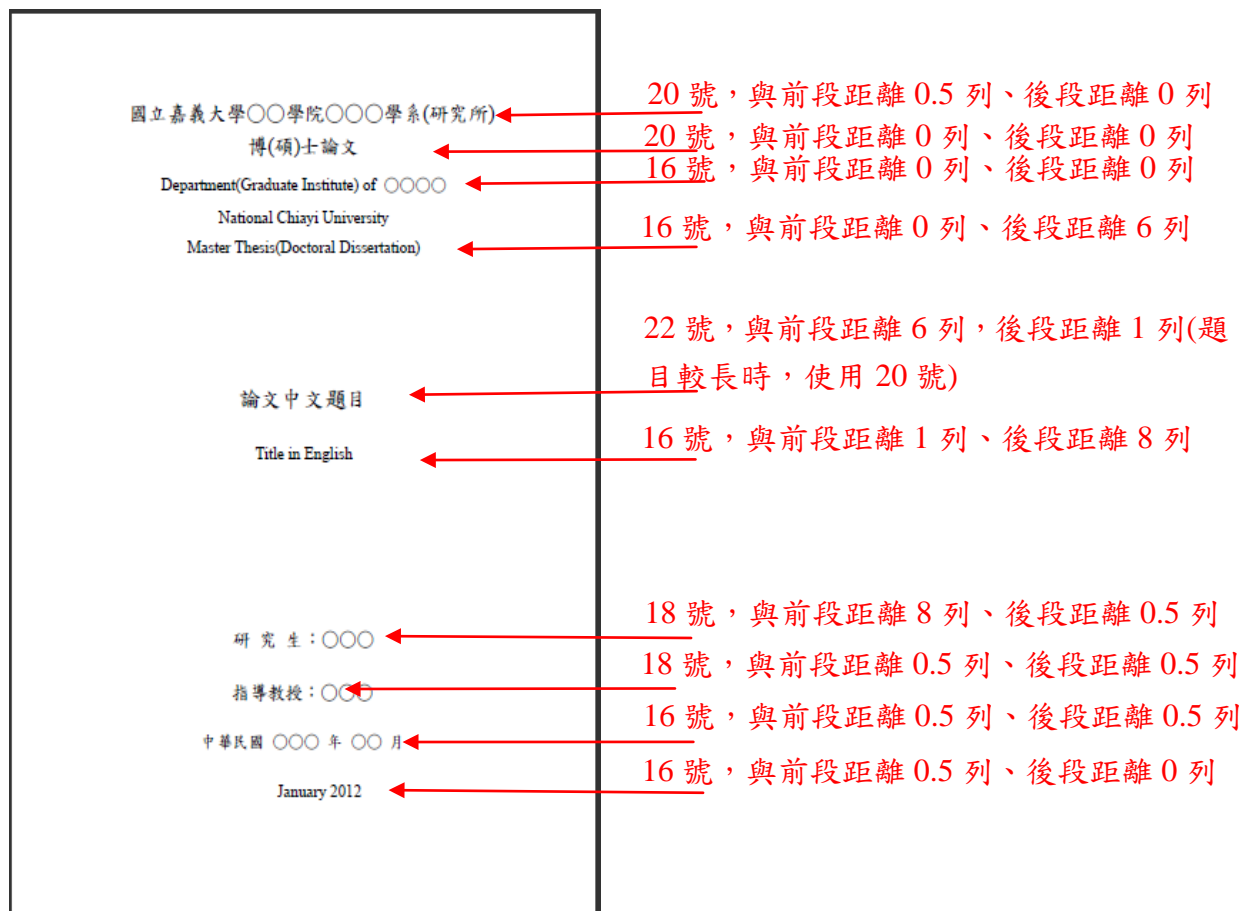 國立嘉義大學○○學院○○○學系(研究所)
20 號，與前段距離 0.5 列、後段距離 0 列
博(碩)士論文
20 號，與前段距離 0 列、後段距離 0 列
Department(Graduate Institute) of ○○○○
16 號，與前段距離 0 列、後段距離 0 列
National Chiayi University
Master Thesis(Doctoral Dissertation)
16 號，與前段距離 0 列、後段距離 6 列
論文中文題目
22 號，與前段距離 6 列，後段距離 1 列(題
目較長時，使用 20 號)
Title in English
16 號，與前段距離 1 列、後段距離 8 列
研 究 生：○○○
18 號，與前段距離 8 列、後段距離 0.5 列
指導教授：○○○
18 號，與前段距離 0.5 列、後段距離 0.5 列
中華民國 ○○○ 年 ○○ 月
16 號，與前段距離 0.5 列、後段距離 0.5 列
January 2012
16 號，與前段距離 0.5 列、後段距離 0 列